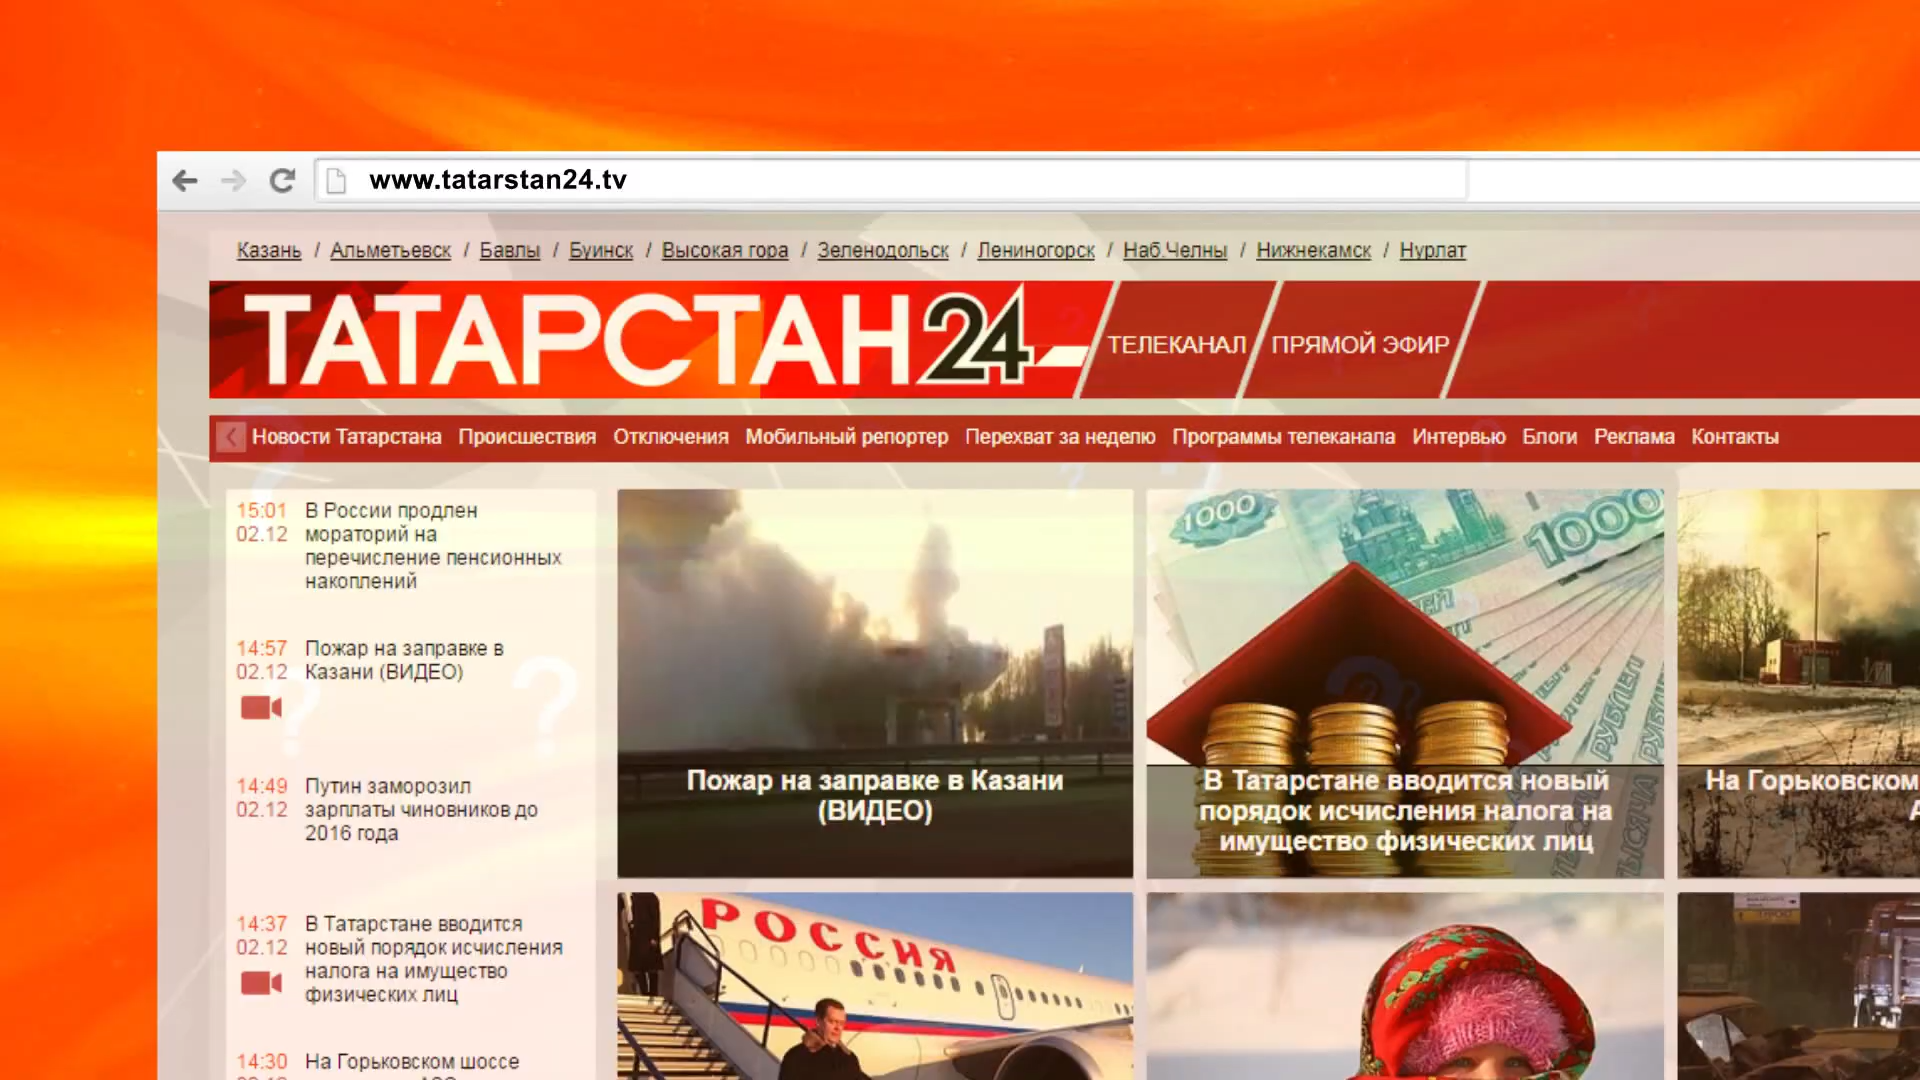 www.tatarstan24.tv
Казань / Альметьевск / Бавлы / Буинск / Высокая гора / Зеленодольск / Лениногорск / Наб.Челны / Нижнекамск / Нурлат
ТАТАРСТАН24
ТЕЛЕКАНАЛ
ПРЯМОЙ ЭФИР
Новости Татарстана Происшествия Отключения Мобильный репортер Перехват за неделю Программы телеканала Интервью Блоги Реклама Контакты
15:01 В России продлен
02.12 мораторий на
перечисление пенсионных
накоплений
14:57 Пожар на заправке в
02.12 Казани (ВИДЕО)
14:49 Путин заморозил
02.12 зарплаты чиновников до
2016 года
14:37 В Татарстане вводится
02.12 новый порядок исчисления
налога на имущество
физических лиц
14:30 На Горьковском шоссе
Пожар на заправке в Казани
(ВИДЕО)
1000
1000
РУБЛЕЙ
ТЫСЯЧА
В Татарстане вводится новый
порядок исчисления налога на
имущество физических лиц
На Горьковском
РОССИЯ